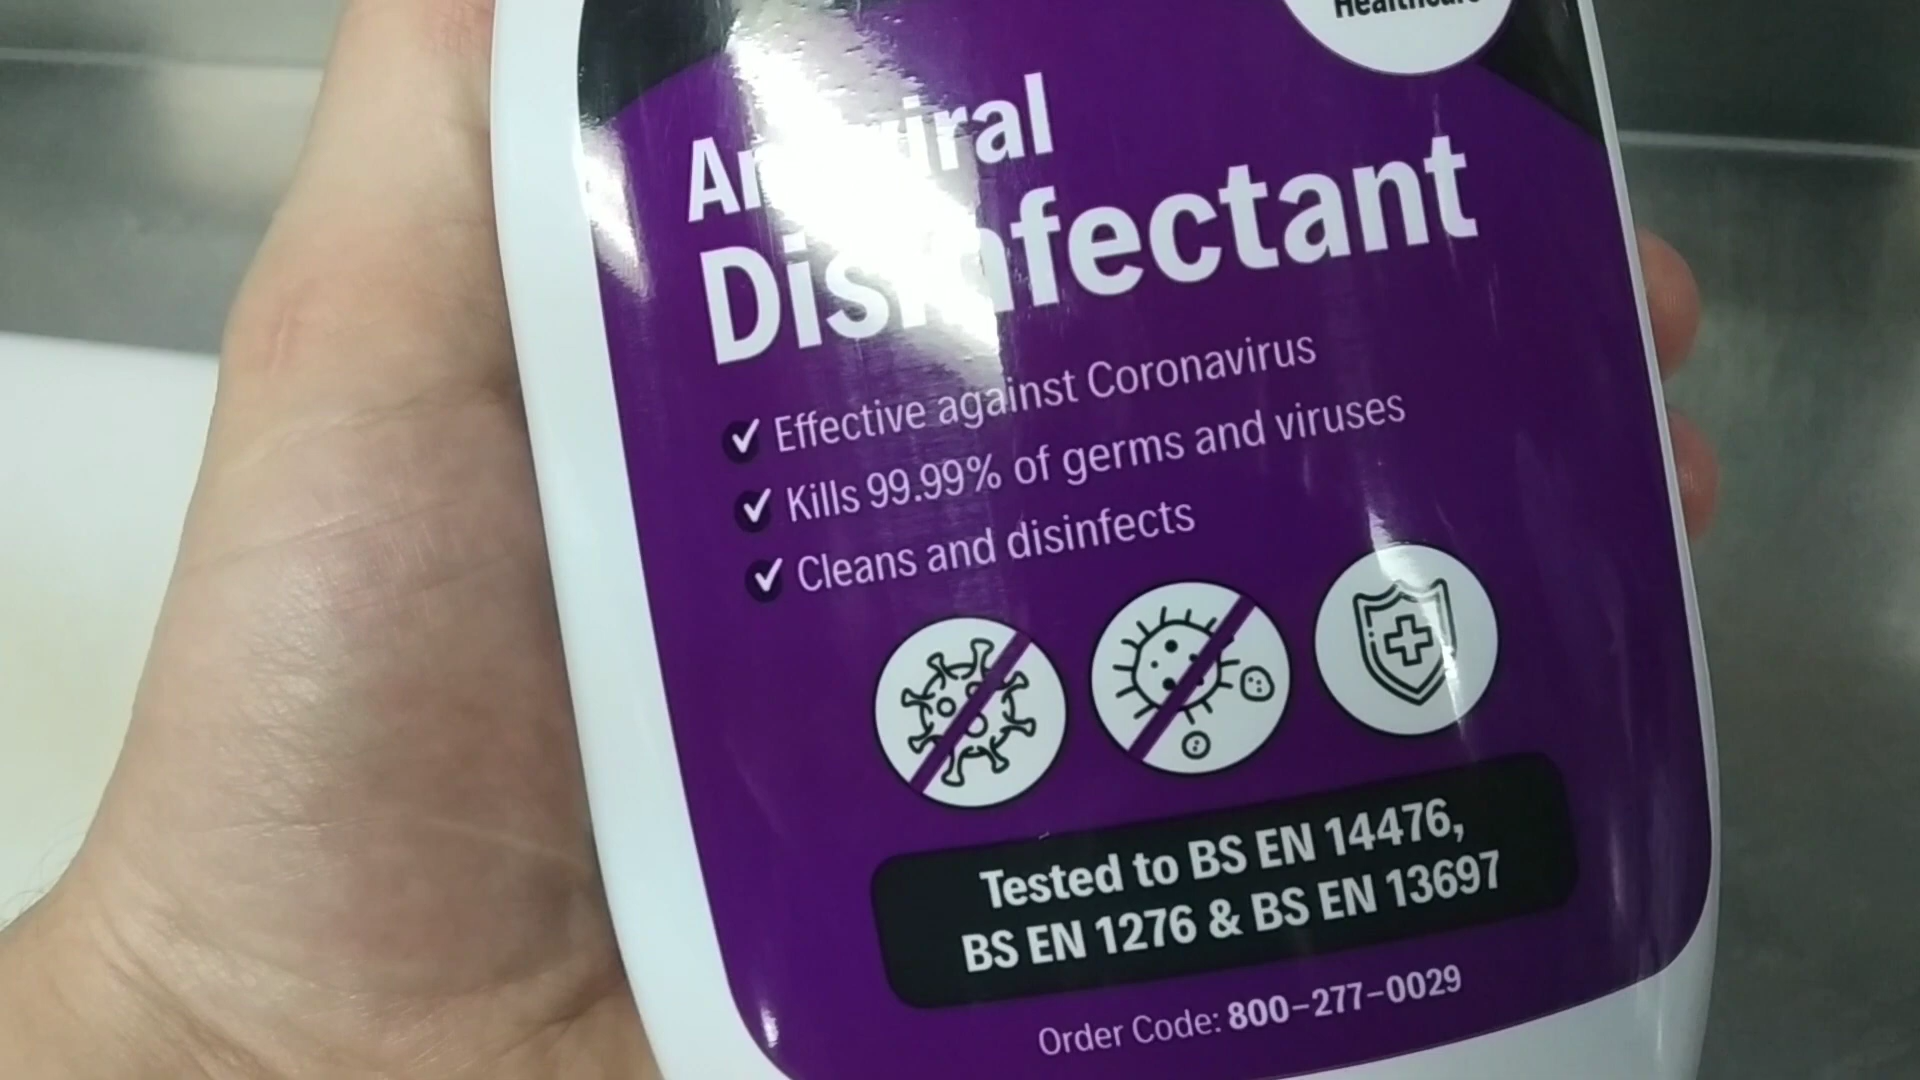 Healthcare
Antiviral
Disinfectant
Effective against Coronavirus
Kills 99.99% of germs and viruses
Cleans and disinfects
Tested to BS EN 14476,
BS EN 1276 & BS EN 13697
Order Code: 800-277-0029